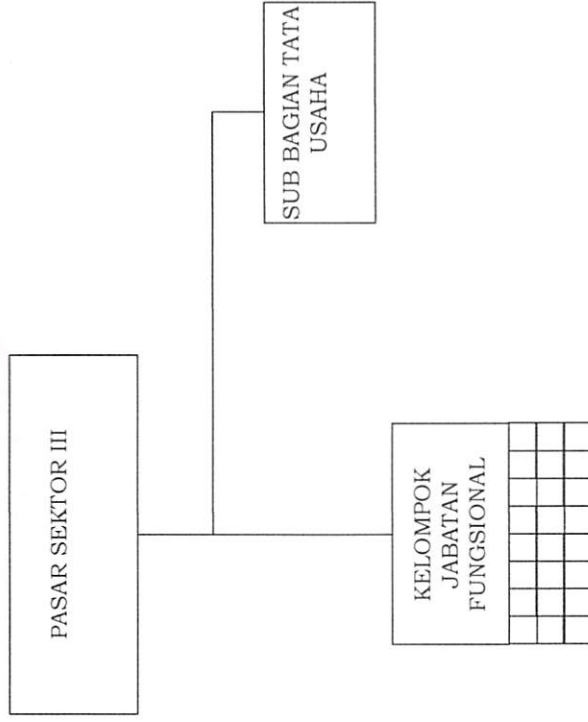 PASAR SEKTOR III
SUB BAGIAN TATA
USAHA
KELOMPOK
JABATAN
FUNGSIONAL